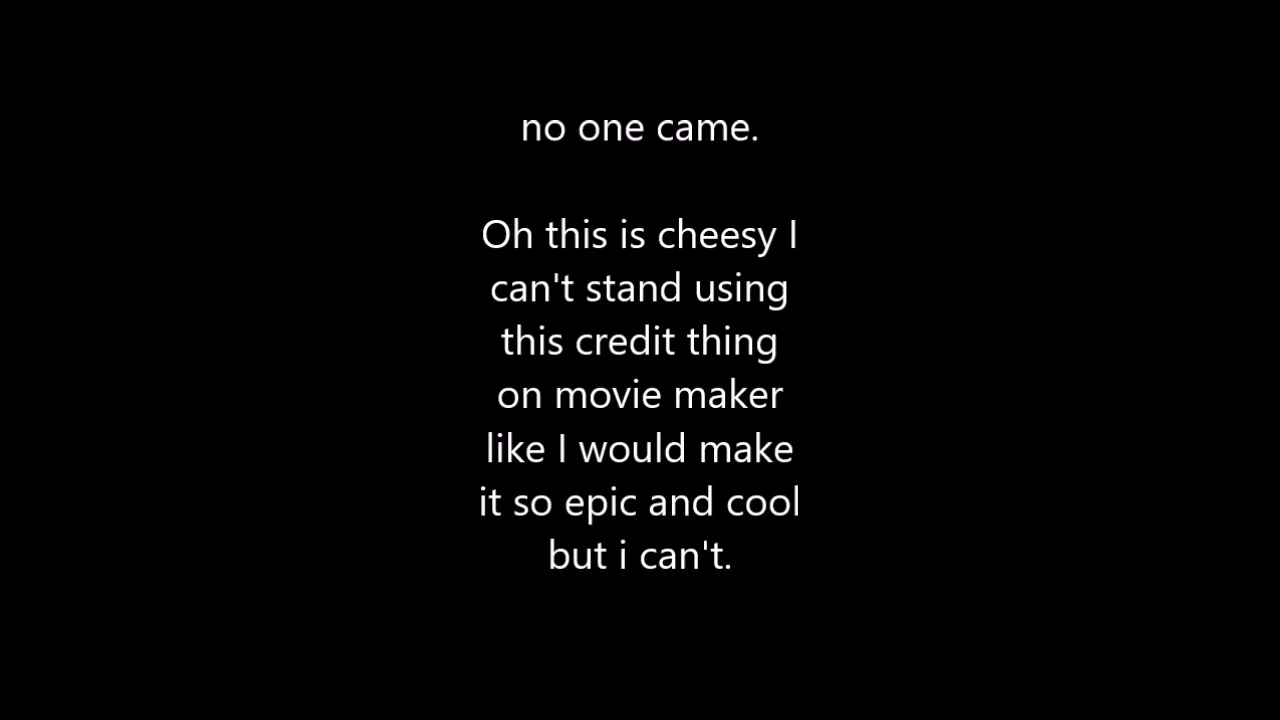 no one came.
Oh this is cheesy I
can't stand using
this credit thing
on movie maker
like I would make
it so epic and cool
but i can't.